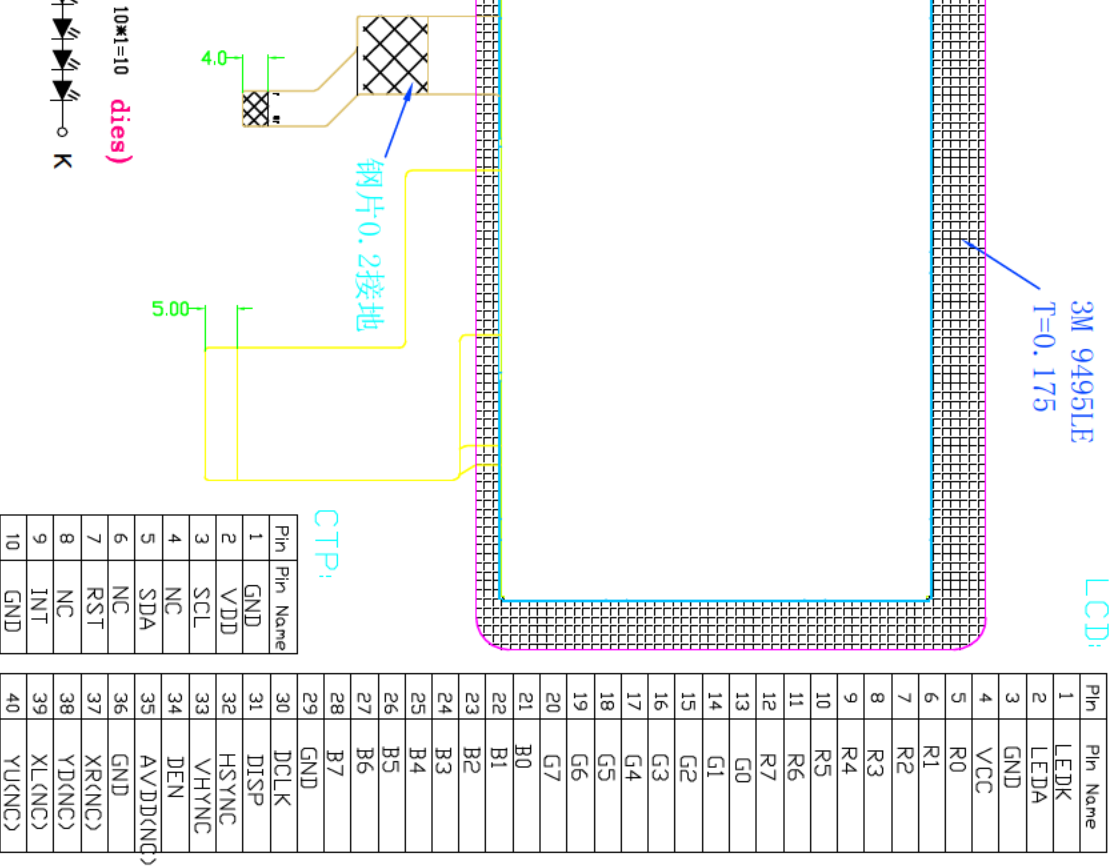 3M 9495LE
T=0.175
钢片0.2接地
4.0
5.00
10*1=10 dies)
K
LCD:
Pin Pin Name
1 LEDK
2 LEDA
3 GND
4 VCC
5 R0
6 R1
7 R2
8 R3
9 R4
10 R5
11 R6
12 R7
13 G0
14 G1
15 G2
16 G3
17 G4
18 G5
19 G6
20 G7
21 B0
22 B1
23 B2
24 B3
25 B4
26 B5
27 B6
28 B7
29 GND
30 DCLK
31 DISP
32 HSYNC
33 VHYNC
34 DEN
35 AVDD(NC)
36 GND
37 XR(NC)
38 YD(NC)
39 XL(NC)
40 YU(NC)
CTP:
Pin Pin Name
1 GND
2 VDD
3 SCL
4 NC
5 SDA
6 NC
7 RST
8 NC
9 INT
10 GND